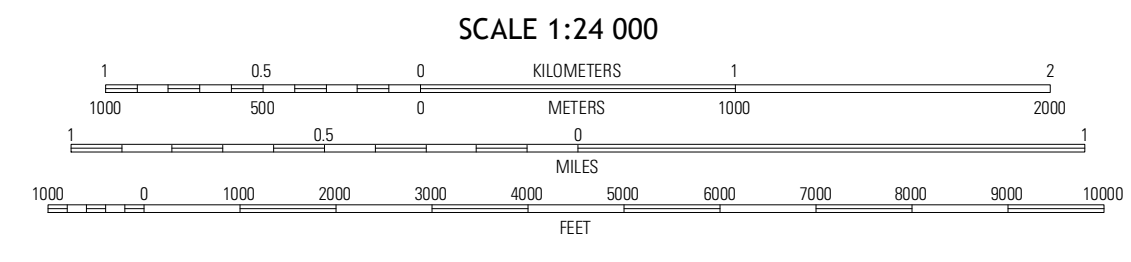 SCALE 1:24 000
1 0.5 0 KILOMETERS 1 2
1000 500 0 METERS 1000 2000
1 0.5 0 1
MILES
1000 0 1000 2000 3000 4000 5000 6000 7000 8000 9000 10000
FEET